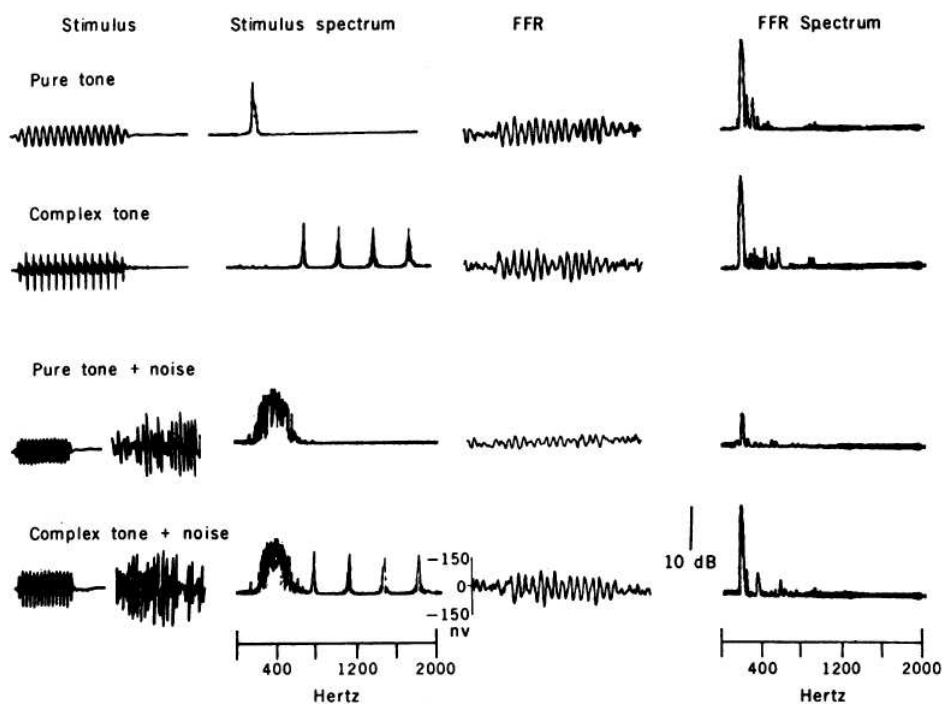 Stimulus Stimulus spectrum FFR FFR Spectrum
Pure tone
Complex tone
Pure tone + noise
Complex tone + noise
10 dB
−150
0
−150
nv
400 1200 2000
Hertz
400 1200 2000
Hertz